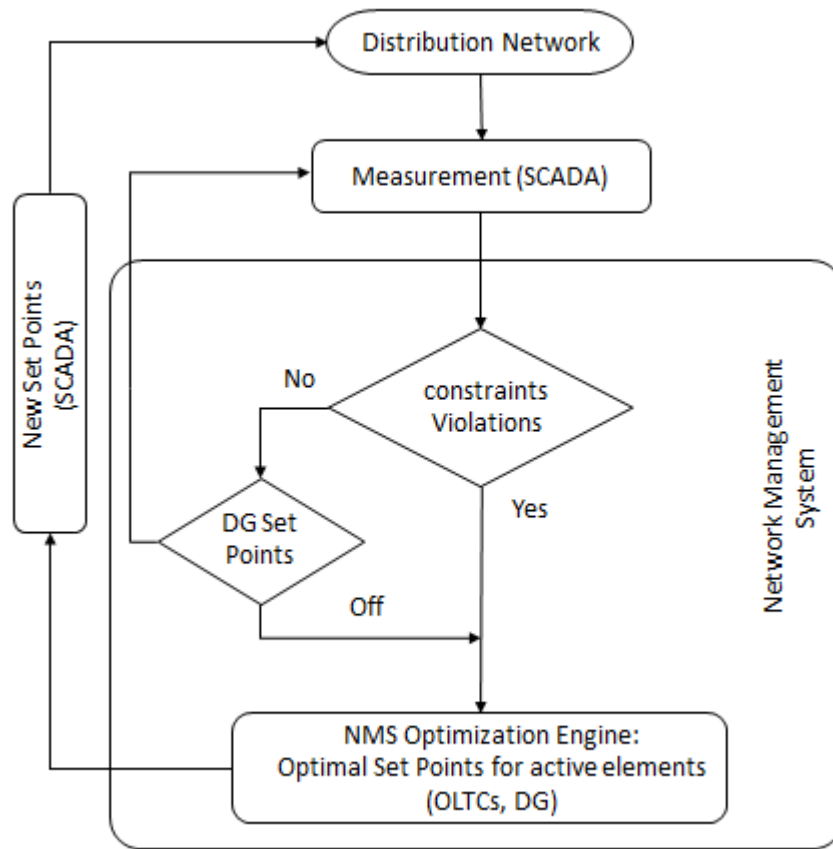 Distribution Network
Measurement (SCADA)
New Set Points
(SCADA)
No
constraints
Violations
Network Management
System
Yes
DG Set
Points
Off
NMS Optimization Engine:
Optimal Set Points for active elements
(OLTCs, DG)